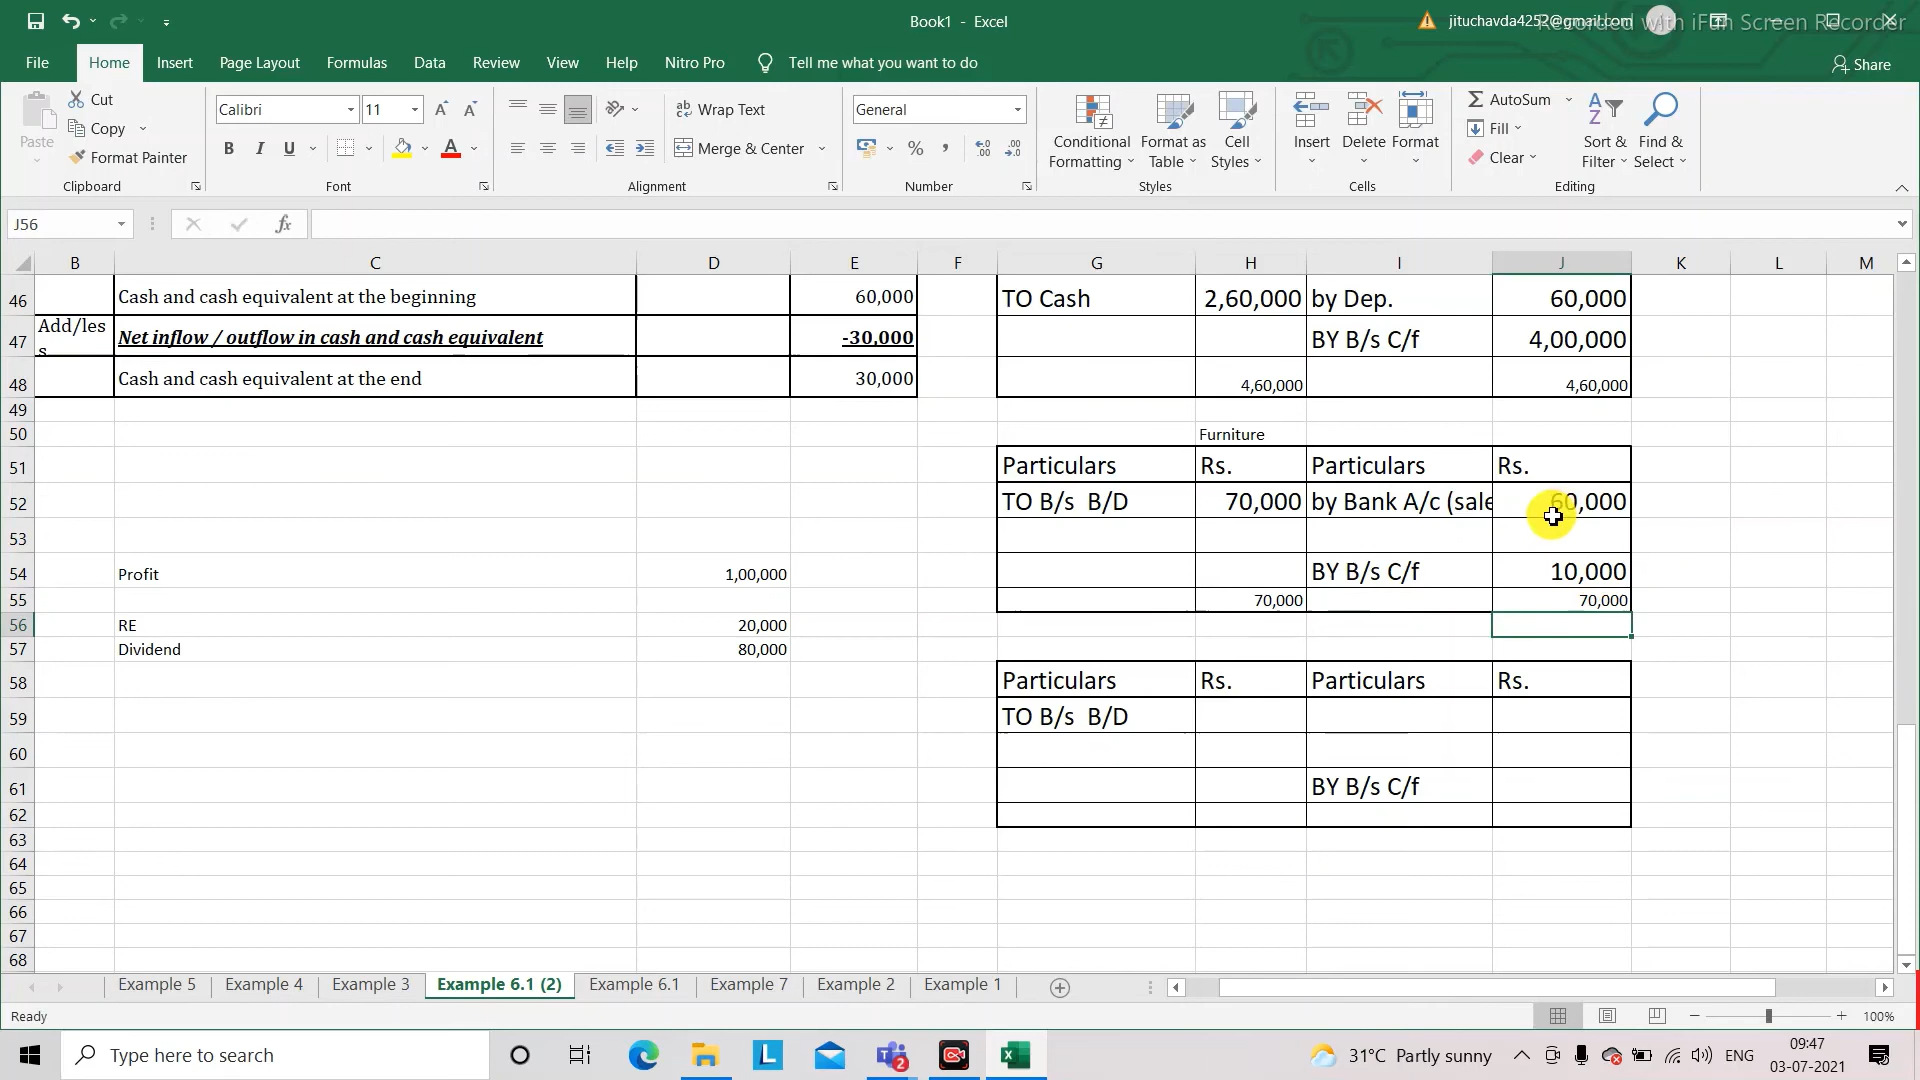 Book1 - Excel
jituchavda4252@gmail.com
Recorded with iFun Screen Recorder
File Home Insert Page Layout Formulas Data Review View Help Nitro Pro Tell me what you want to do Share
Paste Cut
Copy
Format Painter
Calibri 11
General
Wrap Text
Merge & Center
Conditional Formatting
Format as Table
Cell Styles
Insert Delete Format
AutoSum
Fill
Clear
Sort & Filter
Find & Select
Clipboard Font Alignment Number Styles Cells Editing
J56 fx
B C D E F G H I J K L M
46 Cash and cash equivalent at the beginning 60,000 TO Cash 2,60,000 by Dep. 60,000
47 Add/les s Net inflow / outflow in cash and cash equivalent -30,000 BY B/s C/f 4,00,000
48 Cash and cash equivalent at the end 30,000 4,60,000 4,60,000
49
50 Furniture
51 Particulars Rs. Particulars Rs.
52 TO B/s B/D 70,000 by Bank A/c (sale 60,000
53
54 Profit 1,00,000 BY B/s C/f 10,000
55 70,000 70,000
56 RE 20,000
57 Dividend 80,000
58 Particulars Rs. Particulars Rs.
59 TO B/s B/D
60
61 BY B/s C/f
62
63
64
65
66
67
68
Example 5 Example 4 Example 3 Example 6.1 (2) Example 6.1 Example 7 Example 2 Example 1
Ready 100%
Type here to search 2 31°C Partly sunny ENG 09:47
03-07-2021